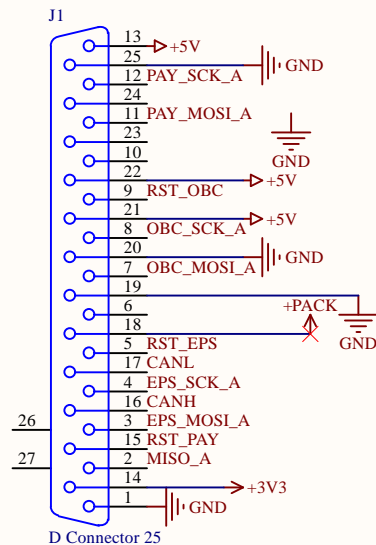 J1
13 +5V
25 GND
12 PAY_SCK_A
24
11 PAY_MOSI_A
23
GND
10
22 +5V
9 RST_OBC
21 +5V
8 OBC_SCK_A
20 GND
7 OBC_MOSI_A
19
+PACK
6
18
GND
5 RST_EPS
17 CANL
4 EPS_SCK_A
16 CANH
26
3 EPS_MOSI_A
15 RST_PAY
27
2 MISO_A
14 +3V3
1 GND
D Connector 25